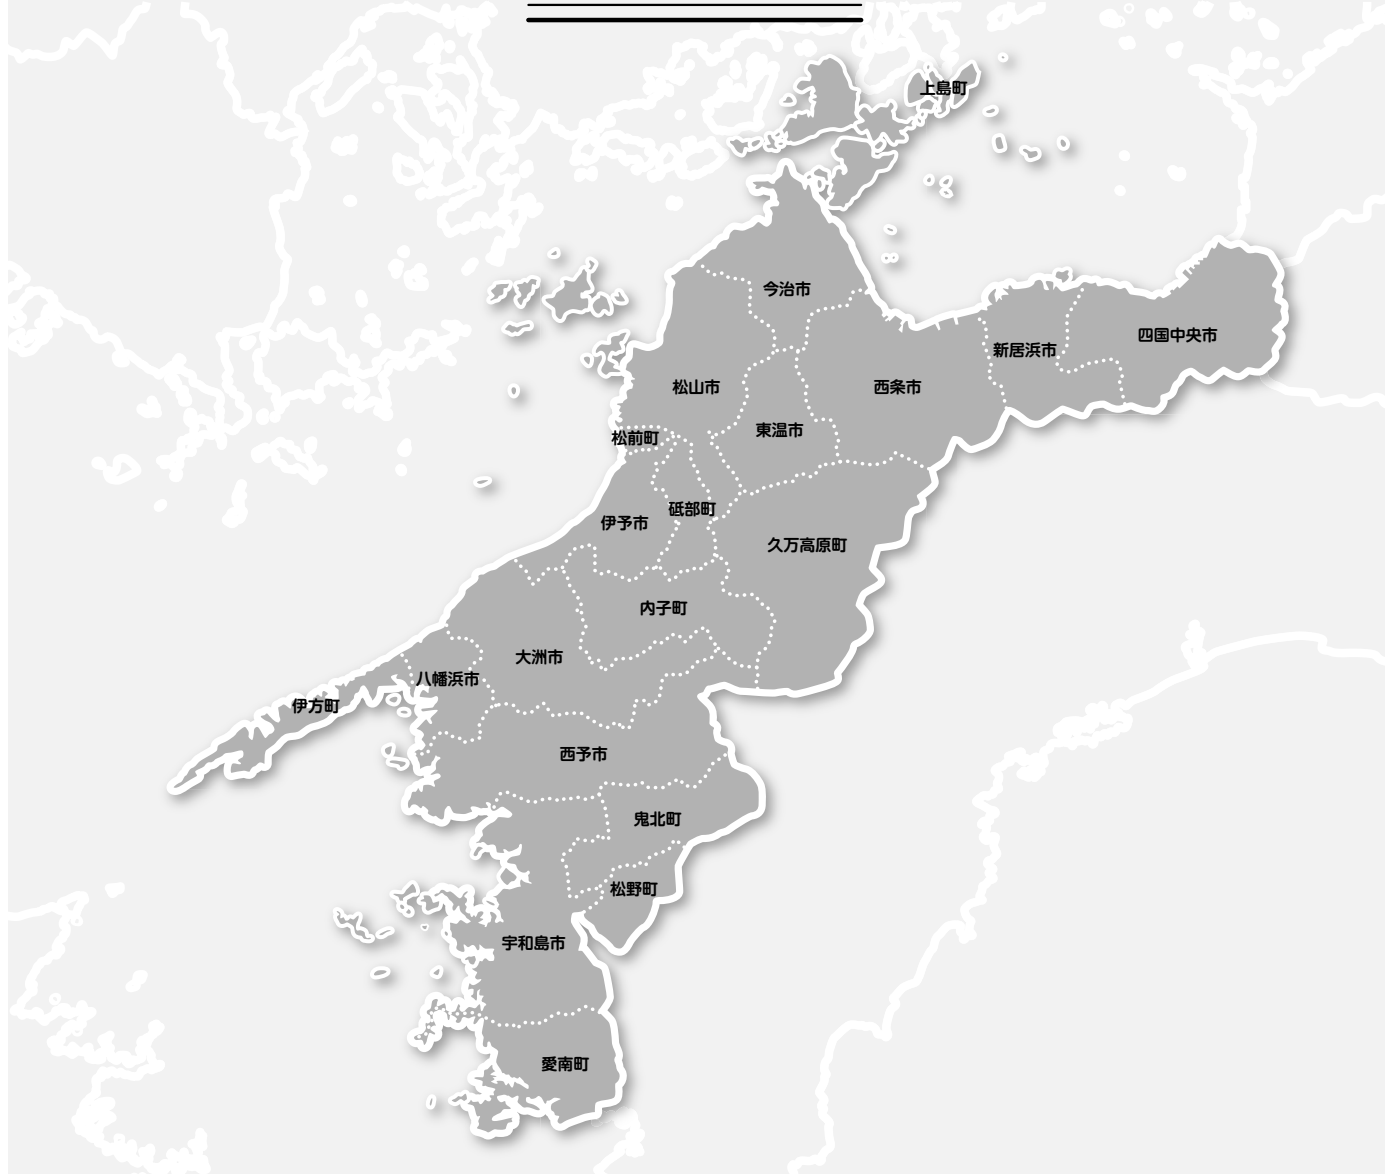 上島町
今治市
四国中央市
新居浜市
松山市
西条市
東温市
松前町
砥部町
伊予市
久万高原町
内子町
大洲市
八幡浜市
伊方町
西予市
鬼北町
松野町
宇和島市
愛南町